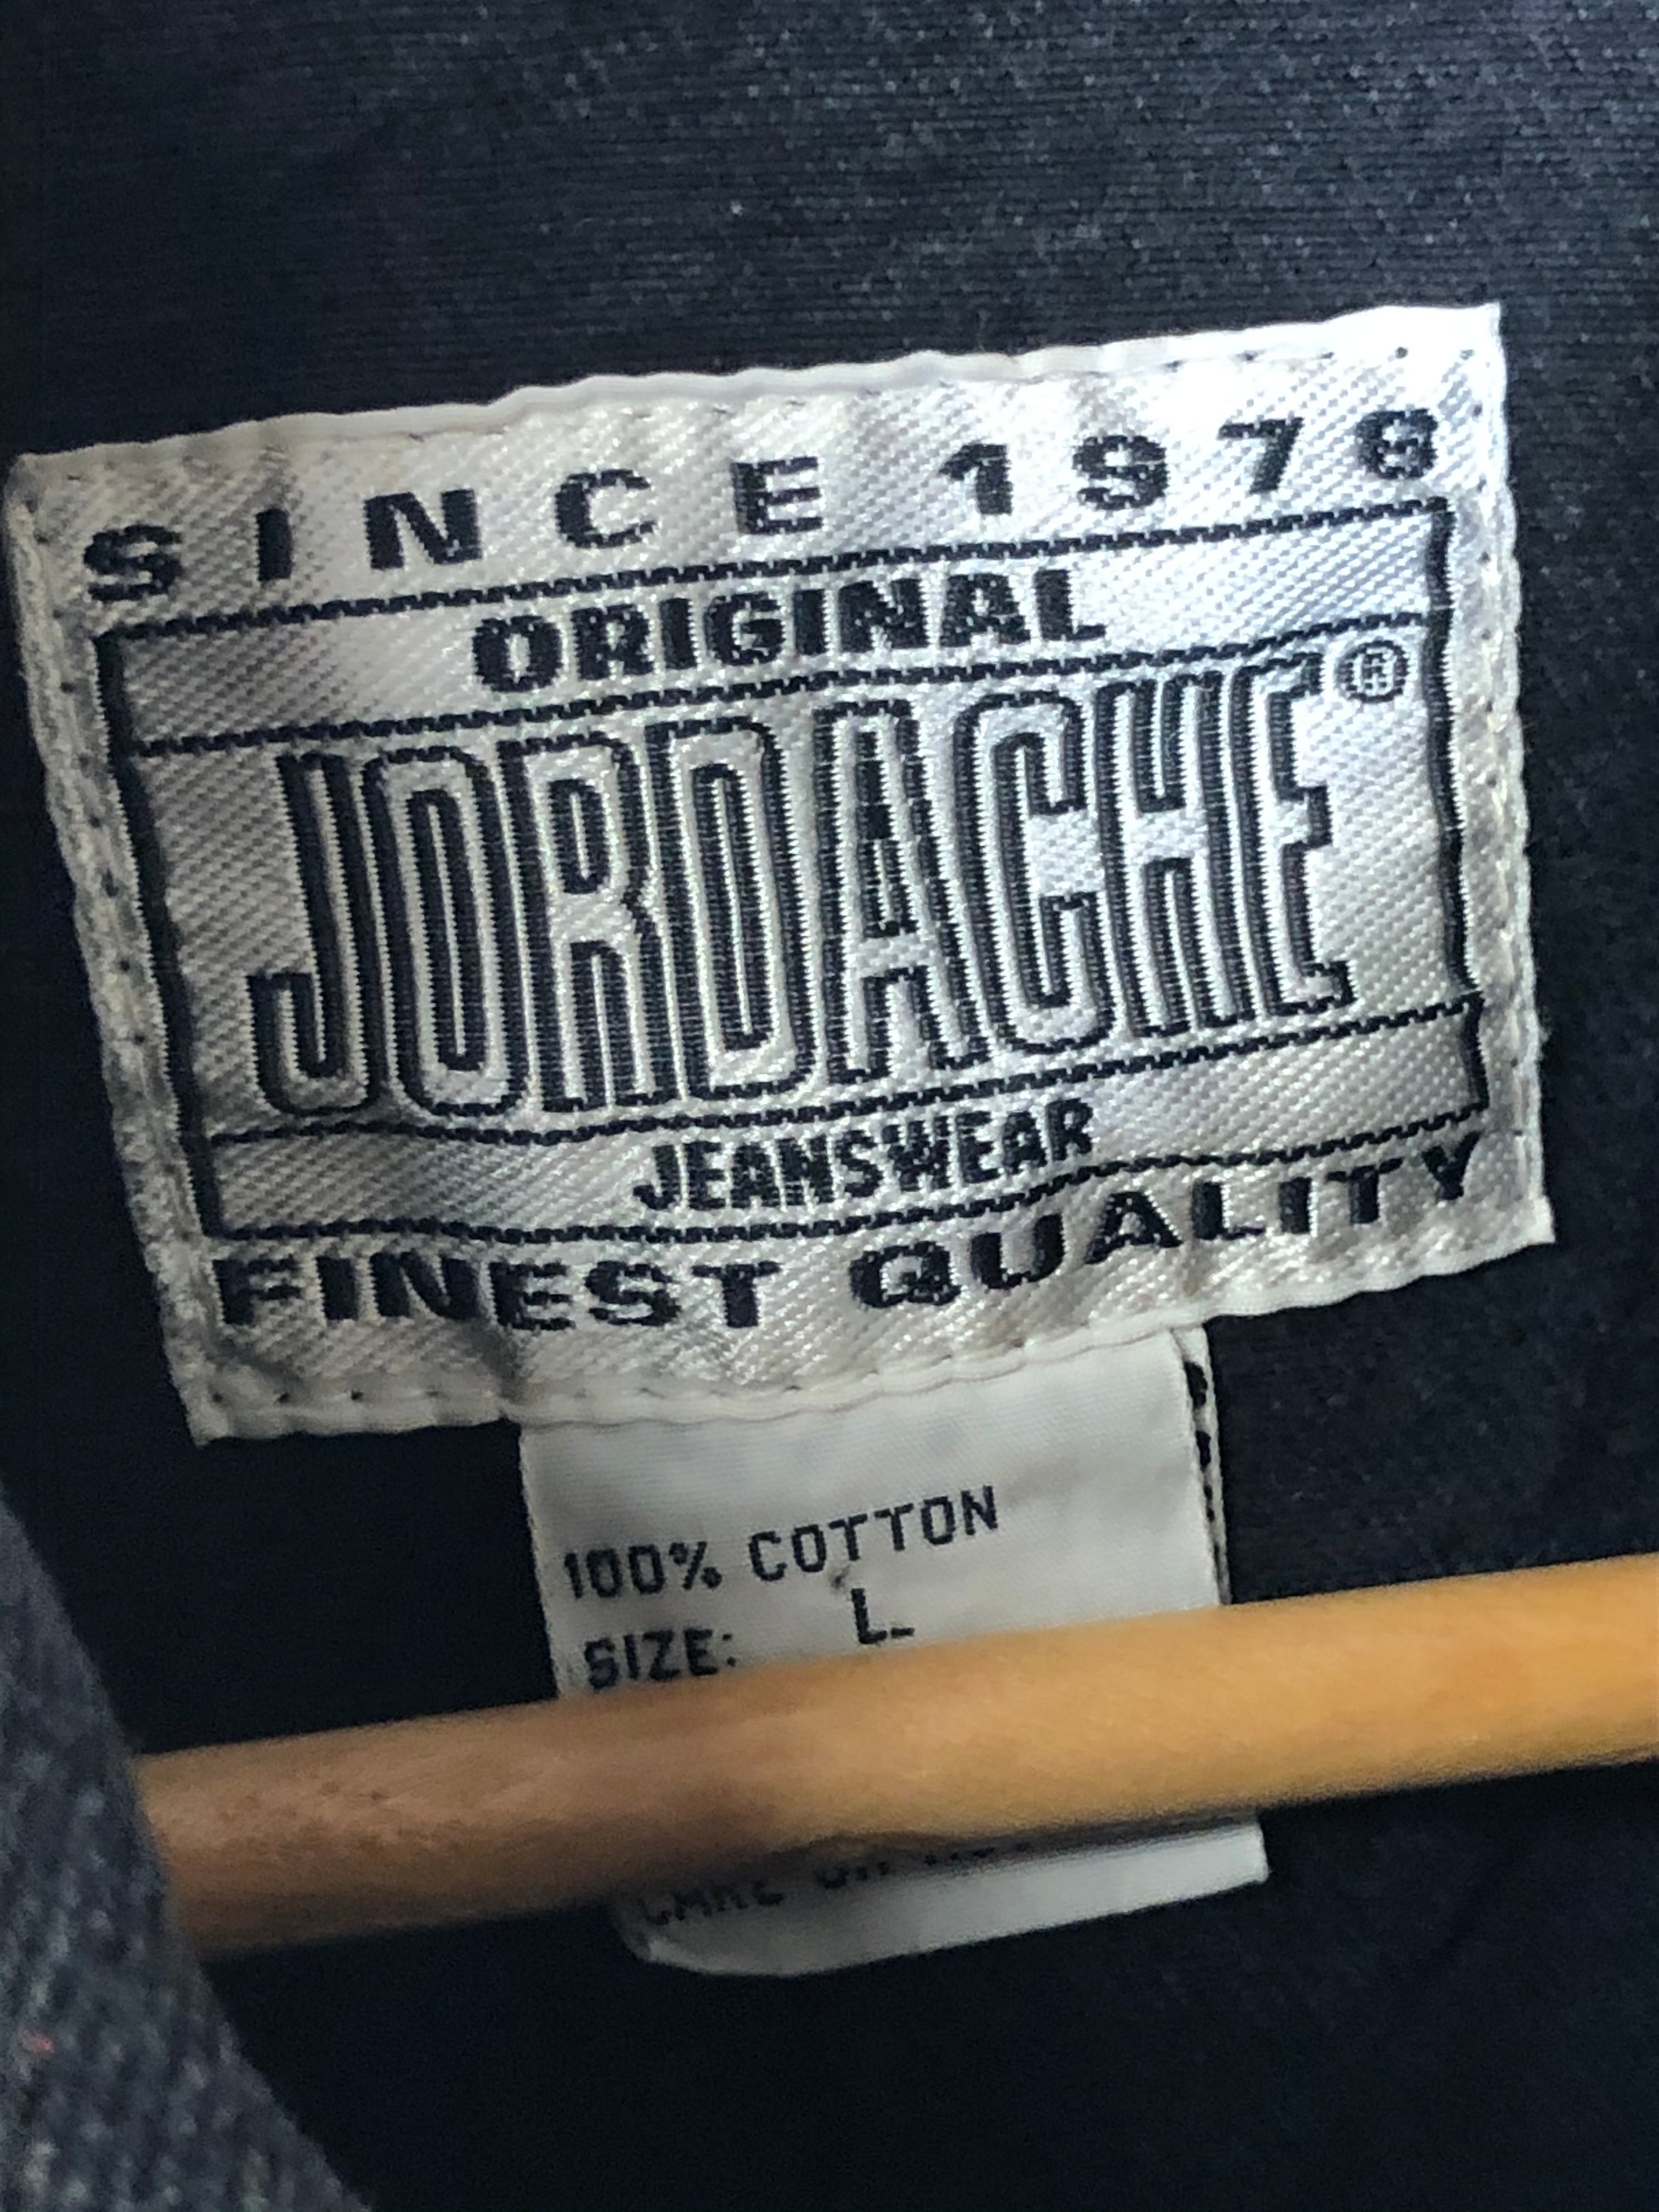 SINCE 1978
ORIGINAL
JORDACHE®
JEANSWEAR
FINEST QUALITY
100% COTTON
SIZE: L